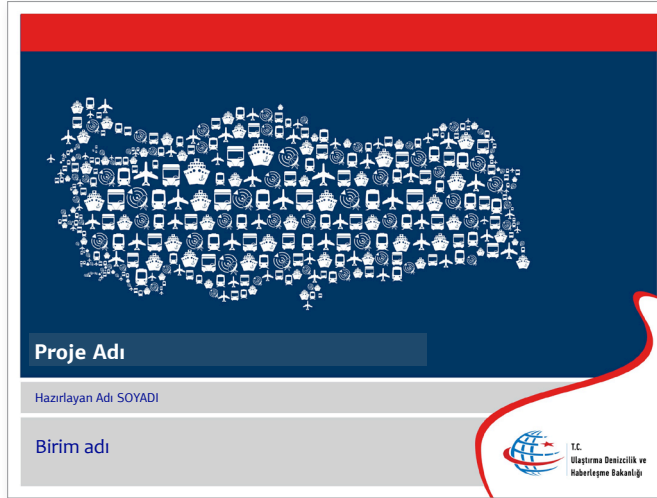 Proje Adı
Hazırlayan Adı SOYADI
Birim adı
T.C.
Ulaştırma Denizcilik ve
Haberleşme Bakanlığı